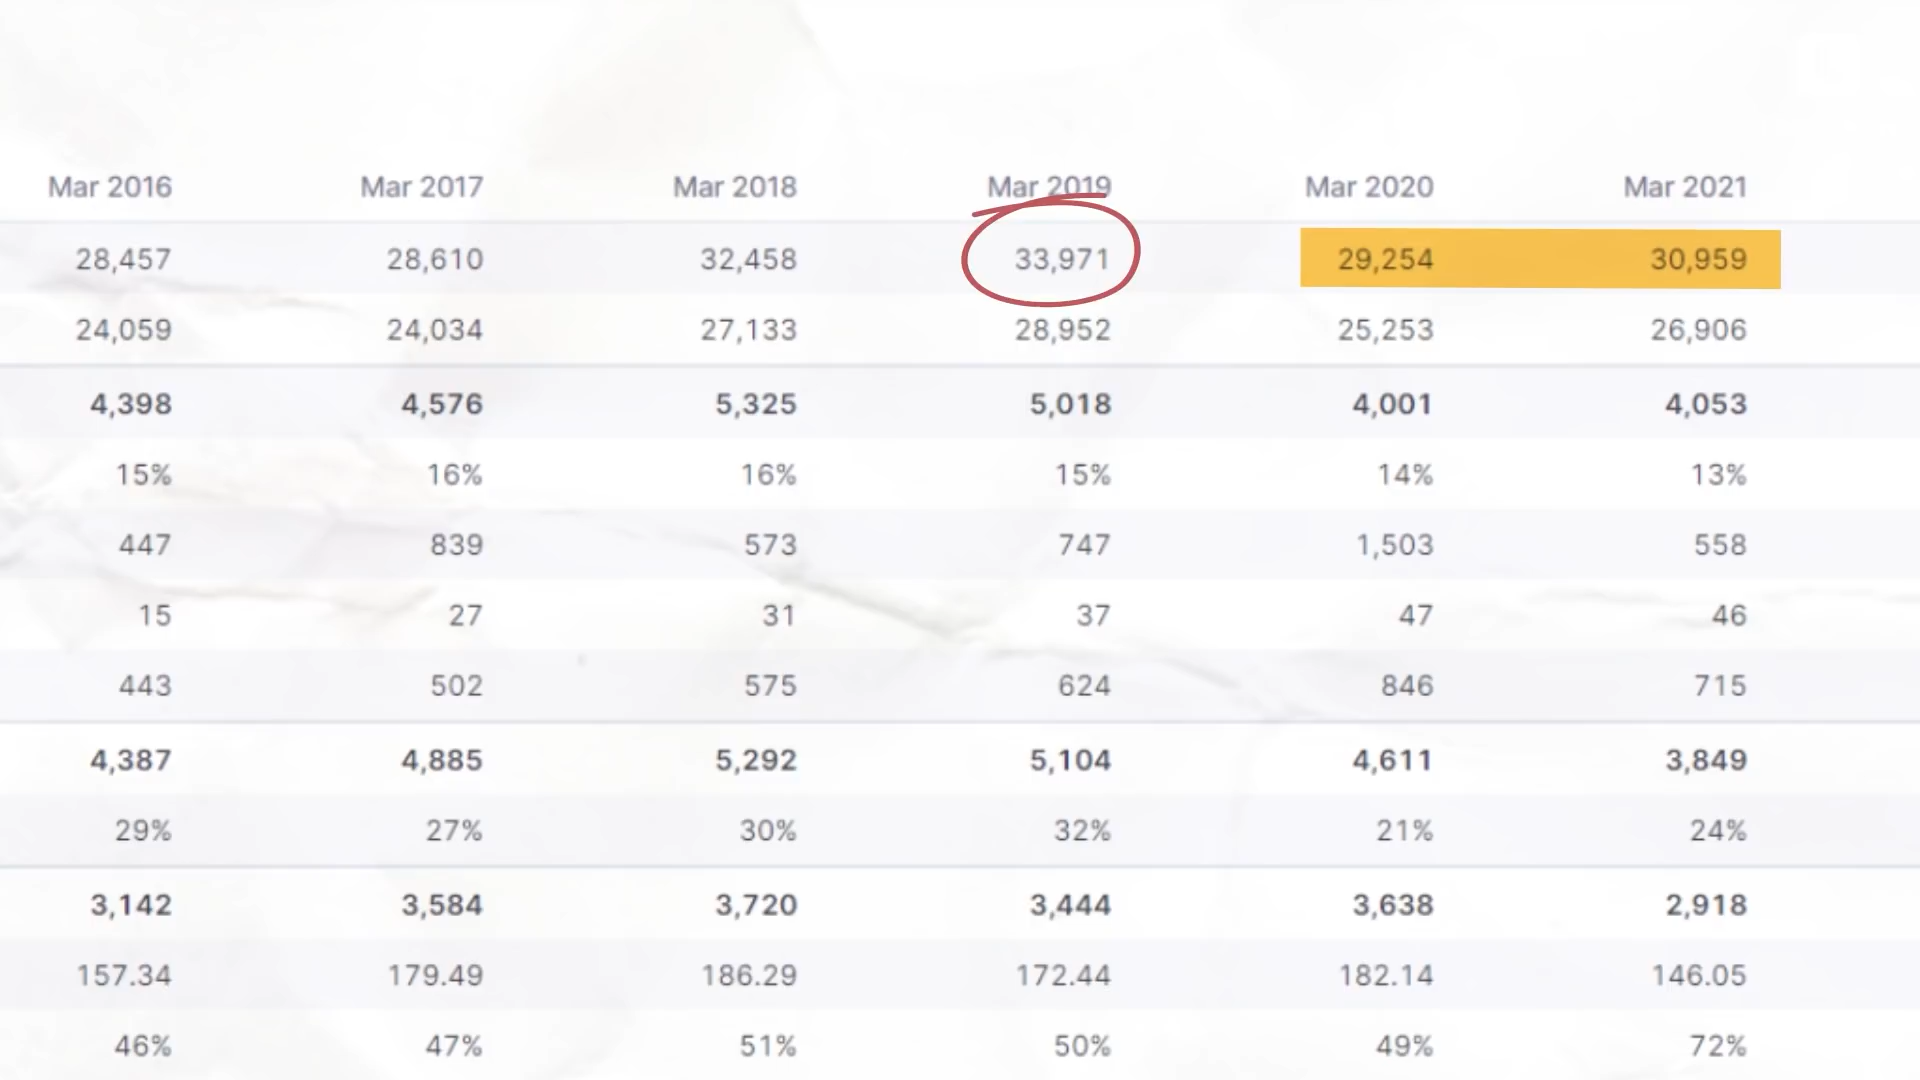 Mar 2016 Mar 2017 Mar 2018 Mar 2019 Mar 2020 Mar 2021
28,457 28,610 32,458 33,971 29,254 30,959
24,059 24,034 27,133 28,952 25,253 26,906
4,398 4,576 5,325 5,018 4,001 4,053
15% 16% 16% 15% 14% 13%
447 839 573 747 1,503 558
15 27 31 37 47 46
443 502 575 624 846 715
4,387 4,885 5,292 5,104 4,611 3,849
29% 27% 30% 32% 21% 24%
3,142 3,584 3,720 3,444 3,638 2,918
157.34 179.49 186.29 172.44 182.14 146.05
46% 47% 51% 50% 49% 72%